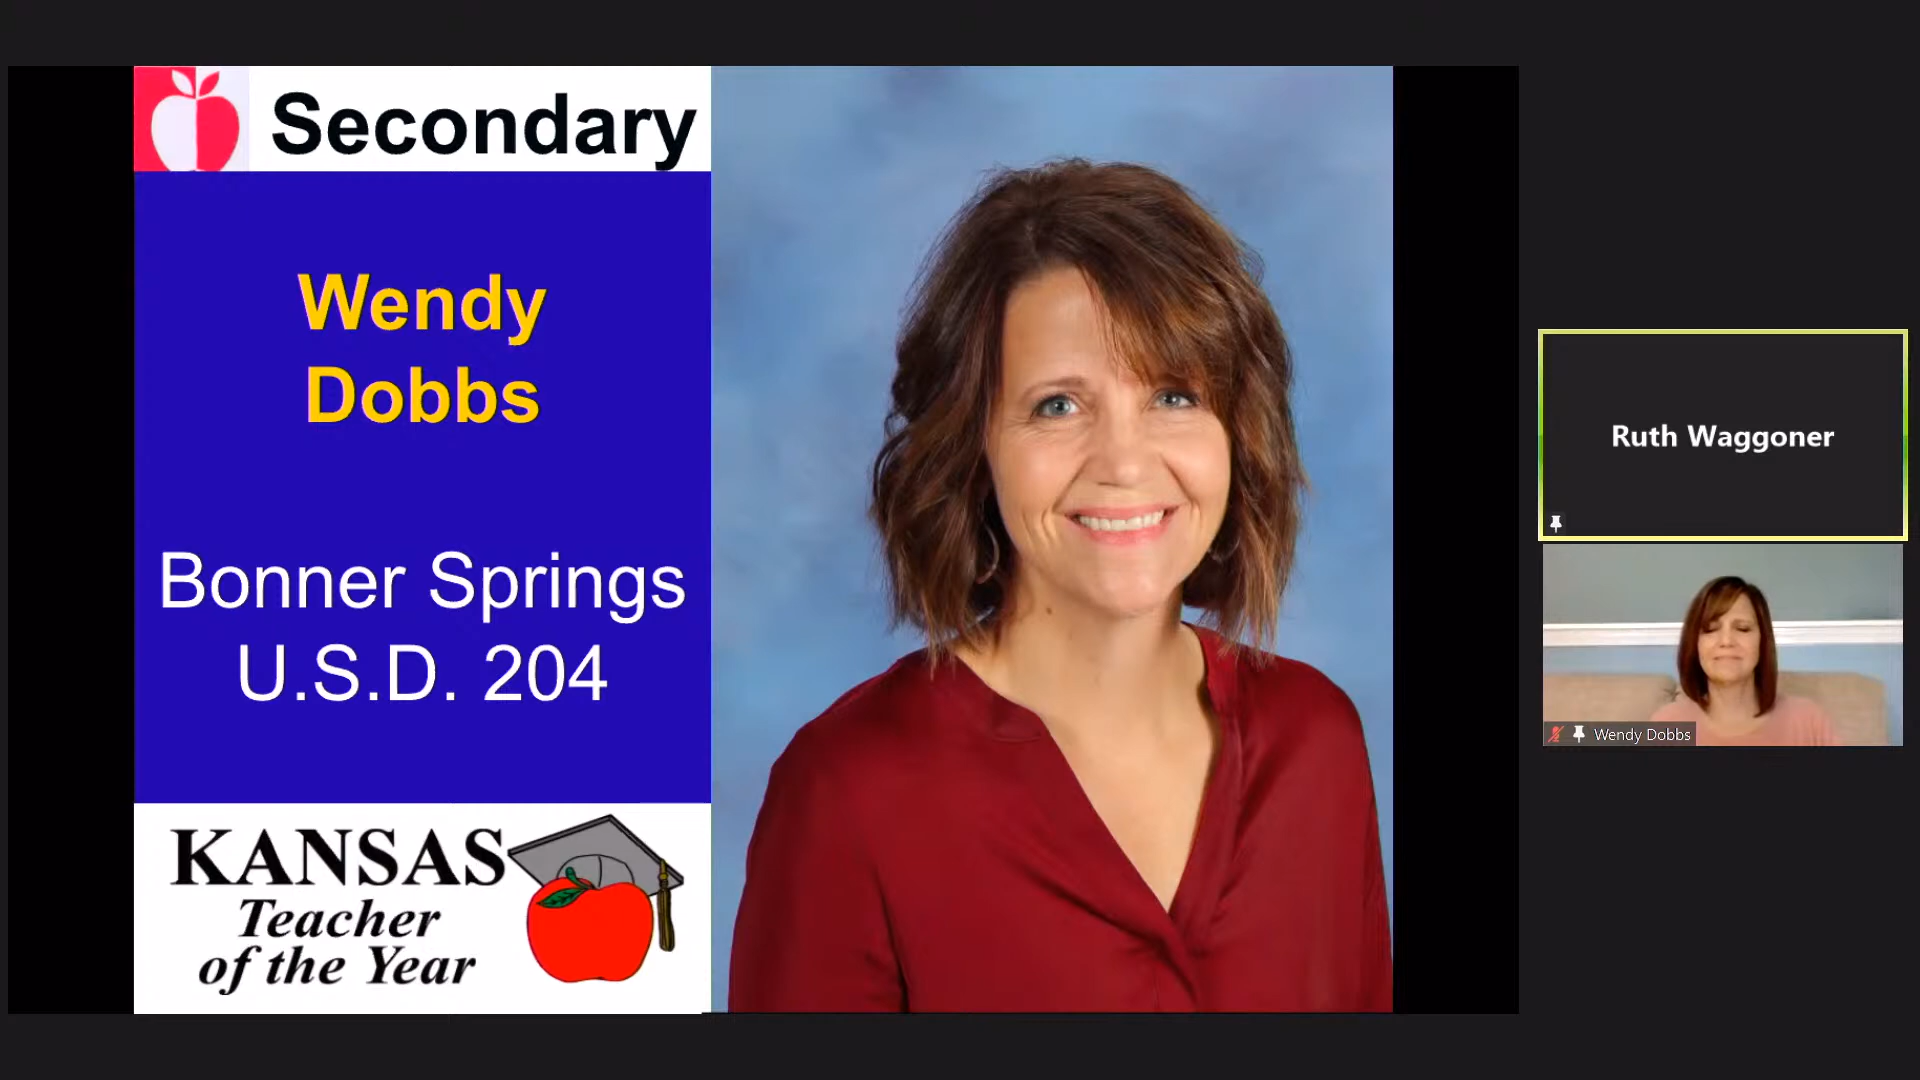 Secondary
Wendy
Dobbs
Bonner Springs
U.S.D. 204
KANSAS
Teacher
of the Year
Ruth Waggoner
Wendy Dobbs